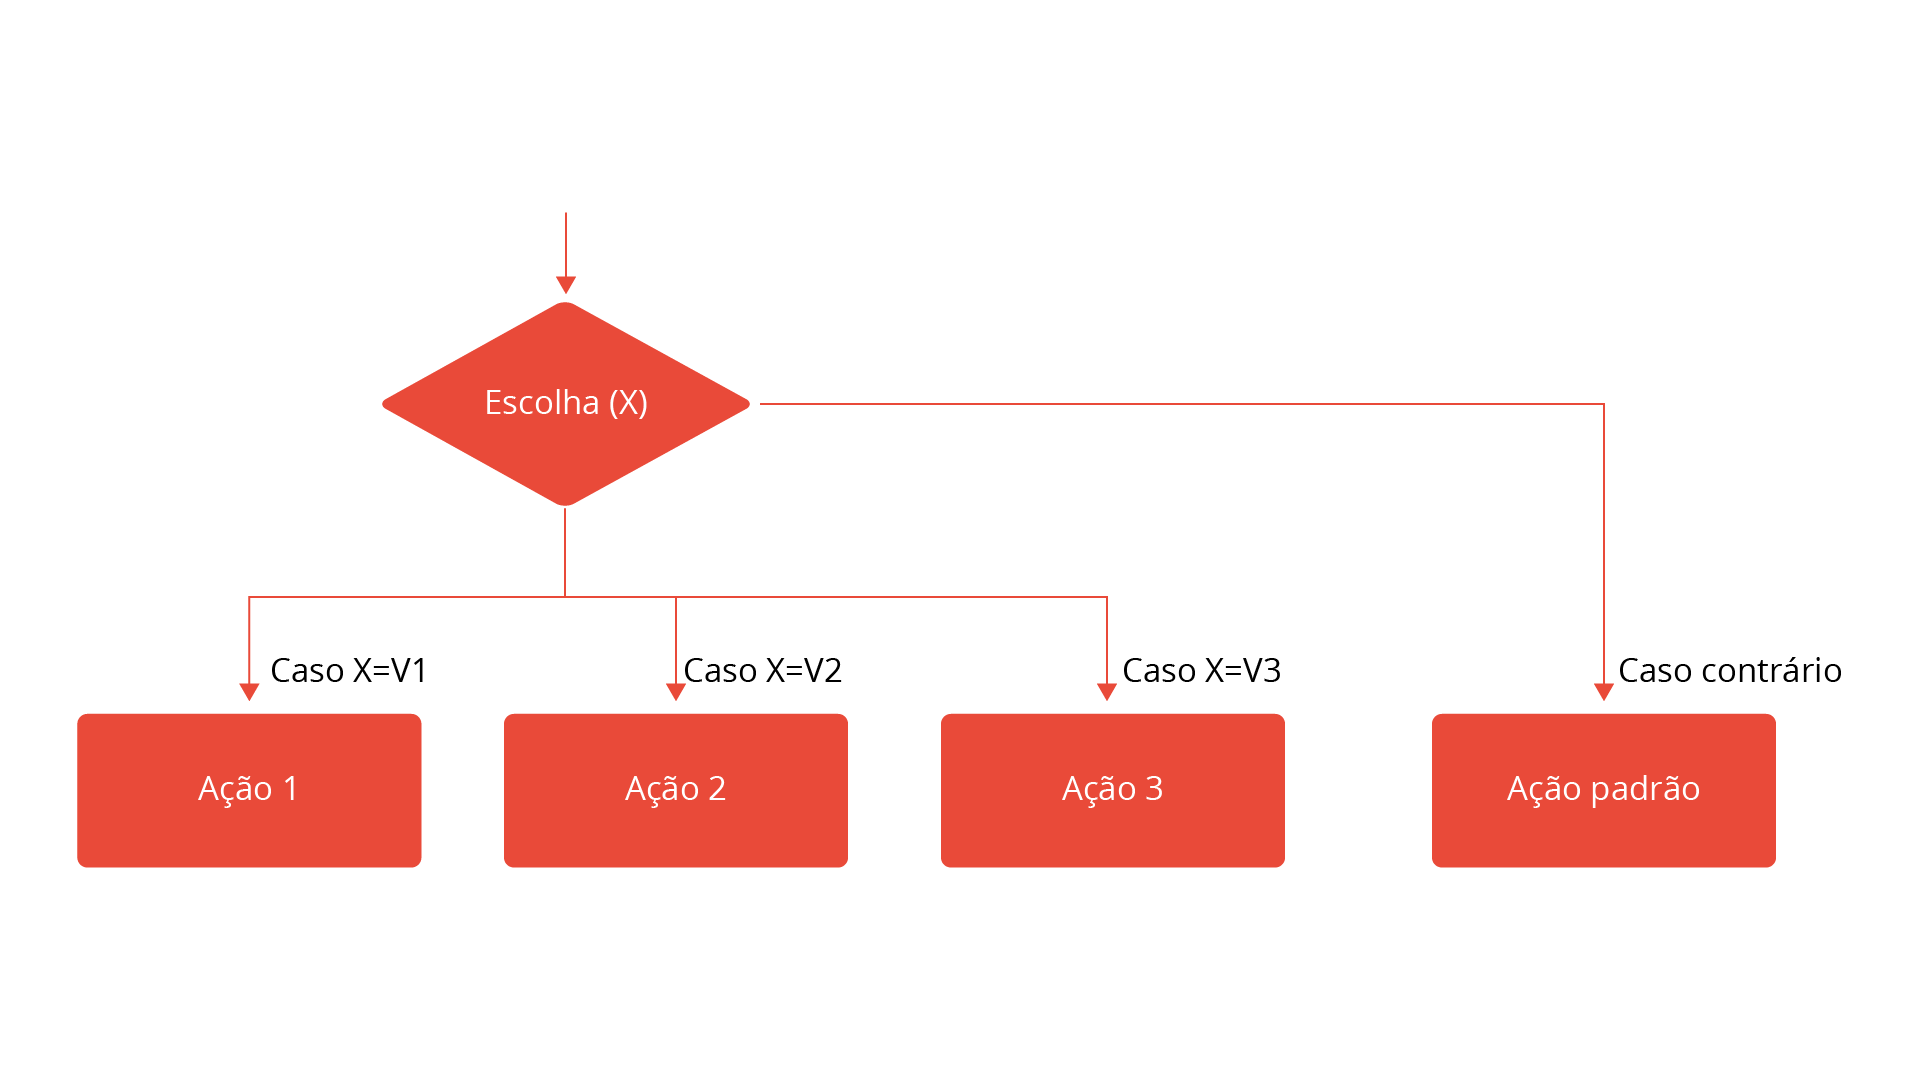 Escolha (X)
Caso X=V1
Caso X=V2
Caso X=V3
Caso contrário
Ação 1
Ação 2
Ação 3
Ação padrão